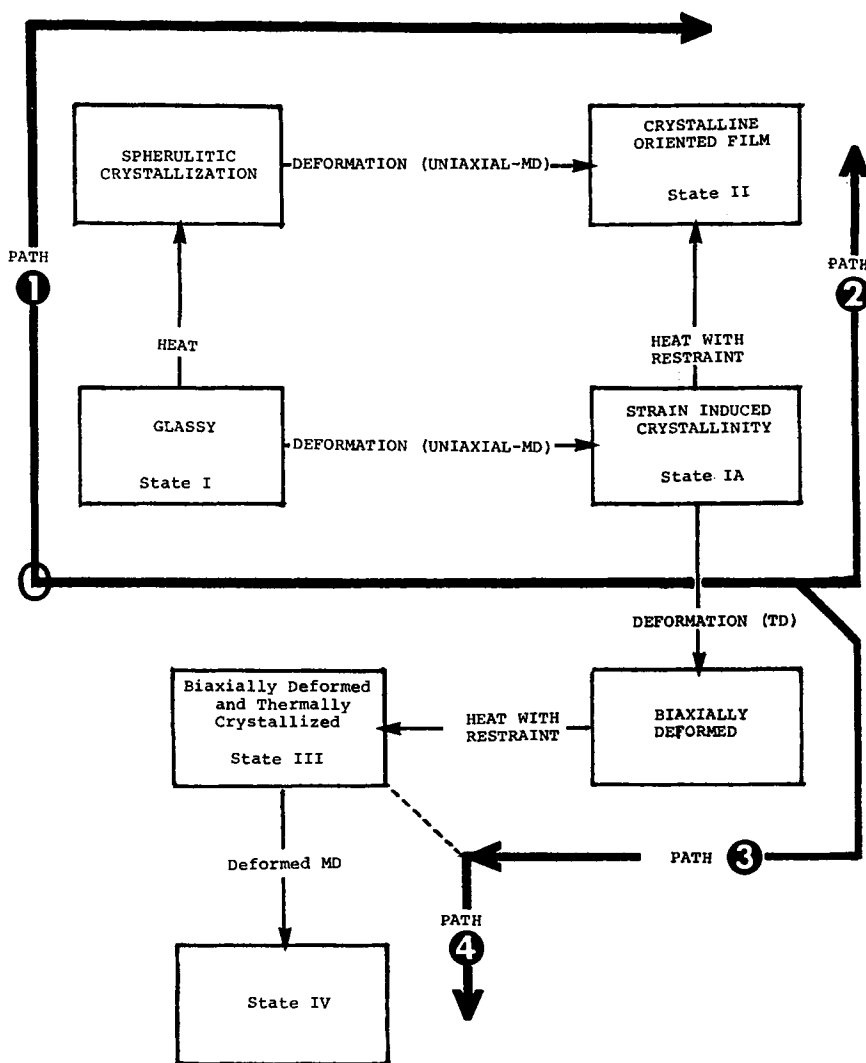 SPHERULITIC
CRYSTALLIZATION
DEFORMATION (UNIAXIAL-MD)
CRYSTALLINE
ORIENTED FILM
State II
PATH
1
PATH
2
HEAT
HEAT WITH
RESTRAINT
GLASSY
State I
DEFORMATION (UNIAXIAL-MD)
STRAIN INDUCED
CRYSTALLINITY
State IA
DEFORMATION (TD)
Biaxially Deformed
and Thermally
Crystallized
State III
HEAT WITH
RESTRAINT
BIAXIALLY
DEFORMED
Deformed MD
PATH 3
PATH
4
State IV